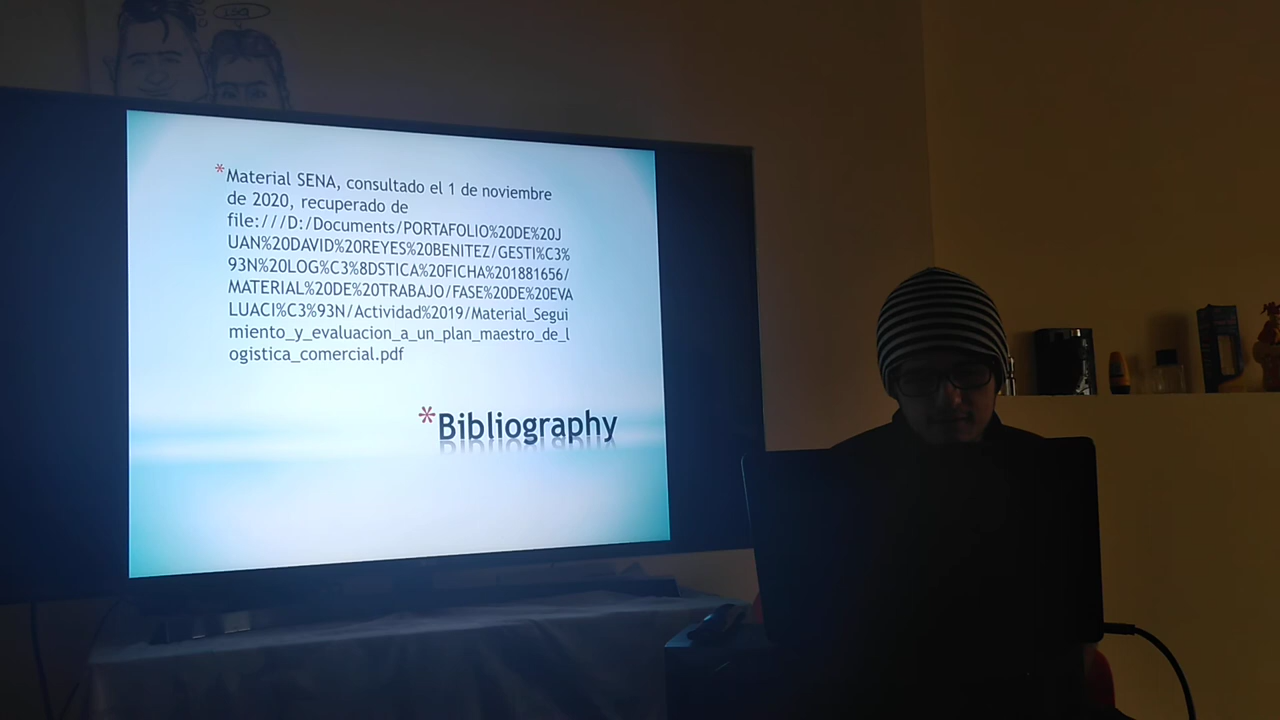 *Material SENA, consultado el 1 de noviembre
de 2020, recuperado de
file:///D:/Documents/PORTAFOLIO%20DE%20J
UAN%20DAVID%20REYES%20BENITEZ/GESTI%C3%
93N%20LOG%C3%8DSTICA%20FICHA%201881656/
MATERIAL%20DE%20TRABAJO/FASE%20DE%20EVA
LUACI%C3%93N/Actividad%2019/Material_Segui
miento_y_evaluacion_a_un_plan_maestro_de_l
ogistica_comercial.pdf
*Bibliography